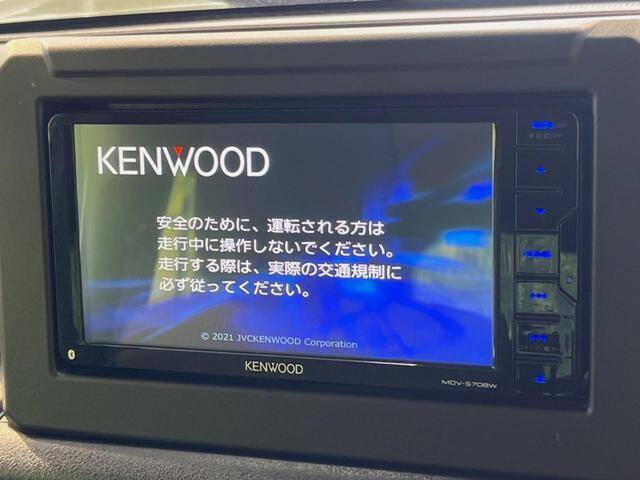 KENWOOD
安全のために、運転される方は
走行中に操作しないでください。
走行する際は、実際の交通規制に
必ず従ってください。
© 2021 JVCKENWOOD Corporation
KENWOOD
MDV-S708W
HOME